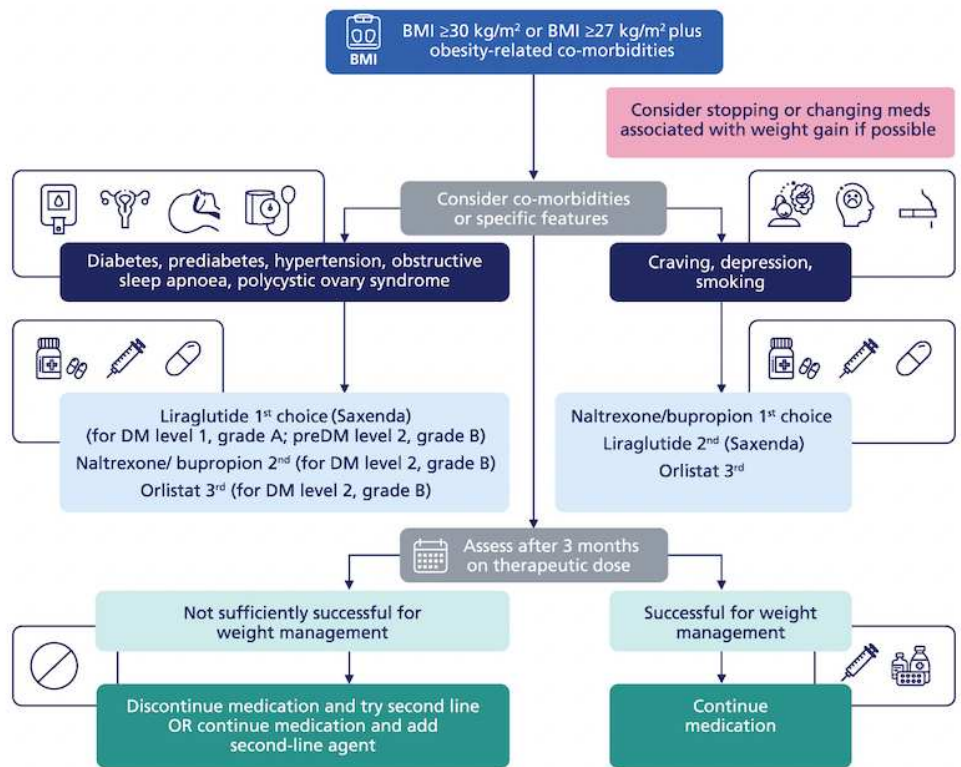 BMI ≥30 kg/m² or BMI ≥27 kg/m² plus
obesity-related co-morbidities
BMI
Consider stopping or changing meds
associated with weight gain if possible
Consider co-morbidities
or specific features
Diabetes, prediabetes, hypertension, obstructive
sleep apnoea, polycystic ovary syndrome
Craving, depression,
smoking
Liraglutide 1ˢᵗ choice (Saxenda)
(for DM level 1, grade A; preDM level 2, grade B)
Naltrexone/ bupropion 2ⁿᵈ (for DM level 2, grade B)
Orlistat 3ʳᵈ (for DM level 2, grade B)
Naltrexone/bupropion 1ˢᵗ choice
Liraglutide 2ⁿᵈ (Saxenda)
Orlistat 3ʳᵈ
Assess after 3 months
on therapeutic dose
Not sufficiently successful for
weight management
Successful for weight
management
Discontinue medication and try second line
OR continue medication and add
second-line agent
Continue
medication